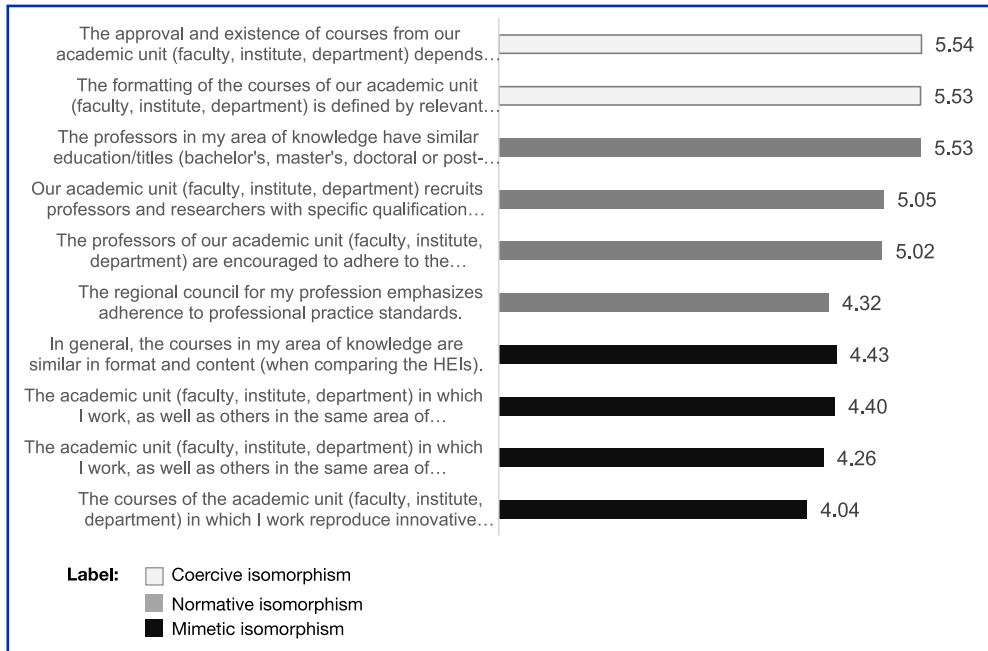 The approval and existence of courses from our
academic unit (faculty, institute, department) depends…
5.54
The formatting of the courses of our academic unit
(faculty, institute, department) is defined by relevant…
5.53
The professors in my area of knowledge have similar
education/titles (bachelor's, master's, doctoral or post-…
5.53
Our academic unit (faculty, institute, department) recruits
professors and researchers with specific qualification…
5.05
The professors of our academic unit (faculty, institute,
department) are encouraged to adhere to the…
5.02
The regional council for my profession emphasizes
adherence to professional practice standards.
4.32
In general, the courses in my area of knowledge are
similar in format and content (when comparing the HEIs).
4.43
The academic unit (faculty, institute, department) in which
I work, as well as others in the same area of…
4.40
The academic unit (faculty, institute, department) in which
I work, as well as others in the same area of…
4.26
The courses of the academic unit (faculty, institute,
department) in which I work reproduce innovative…
4.04
Label: Coercive isomorphism
Normative isomorphism
Mimetic isomorphism